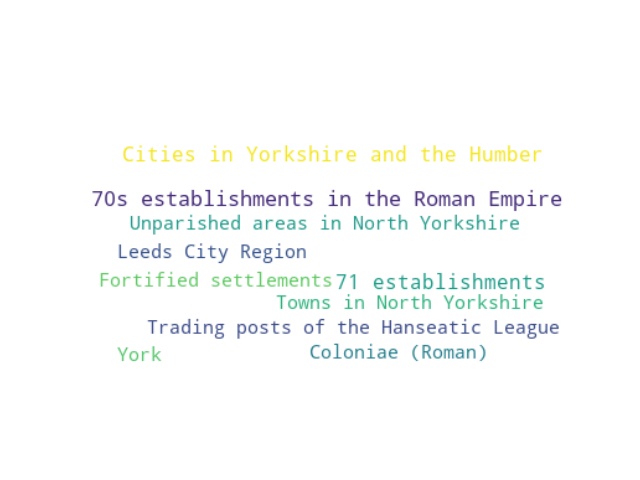 Cities in Yorkshire and the Humber
70s establishments in the Roman Empire
Unparished areas in North Yorkshire
Leeds City Region
Fortified settlements 71 establishments
Towns in North Yorkshire
Trading posts of the Hanseatic League
York Coloniae (Roman)